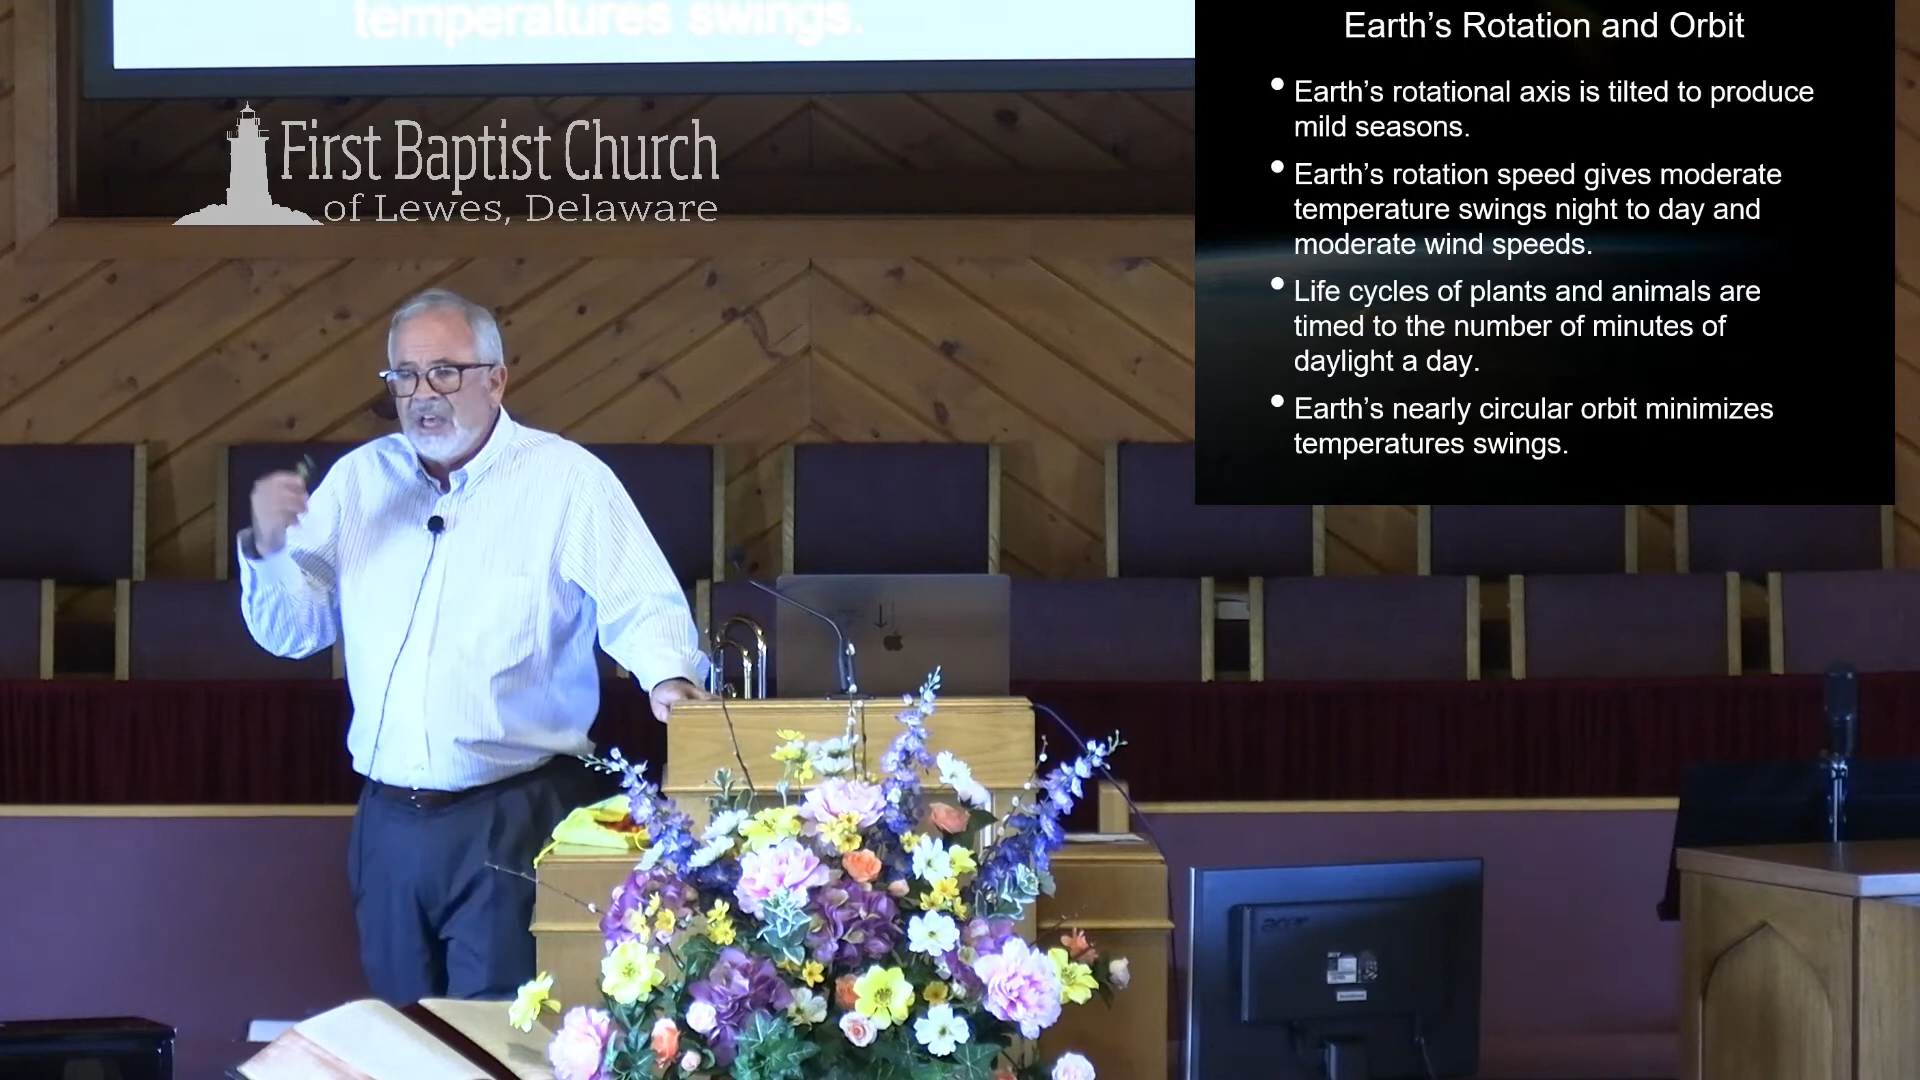 temperatures swings.
First Baptist Church
of Lewes, Delaware
Earth's Rotation and Orbit
• Earth's rotational axis is tilted to produce
mild seasons.
• Earth's rotation speed gives moderate
temperature swings night to day and
moderate wind speeds.
• Life cycles of plants and animals are
timed to the number of minutes of
daylight a day.
• Earth's nearly circular orbit minimizes
temperatures swings.
acer